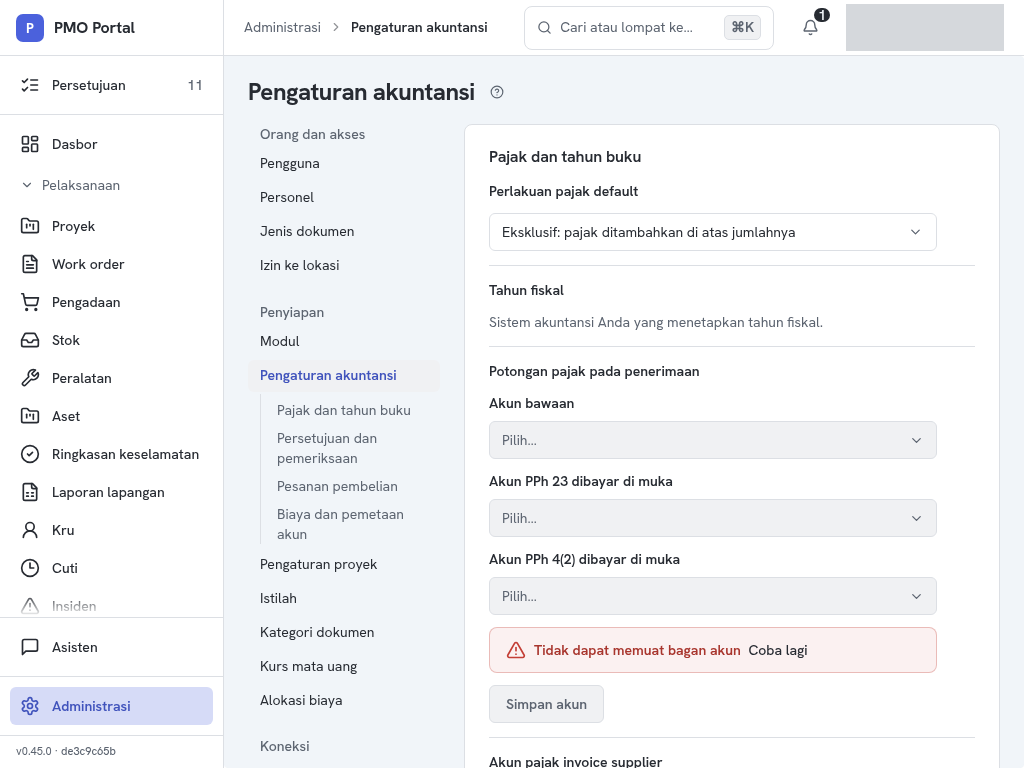 P PMO Portal
Administrasi > Pengaturan akuntansi
Cari atau lompat ke... ⌘K
1
Persetujuan 11
Dasbor
Pelaksanaan
Proyek
Work order
Pengadaan
Stok
Peralatan
Aset
Ringkasan keselamatan
Laporan lapangan
Kru
Cuti
Insiden
Asisten
Administrasi
v0.45.0 · de3c9c65b
Pengaturan akuntansi
Orang dan akses
Pengguna
Personel
Jenis dokumen
Izin ke lokasi
Penyiapan
Modul
Pengaturan akuntansi
Pajak dan tahun buku
Persetujuan dan
pemeriksaan
Pesanan pembelian
Biaya dan pemetaan
akun
Pengaturan proyek
Istilah
Kategori dokumen
Kurs mata uang
Alokasi biaya
Koneksi
Pajak dan tahun buku
Perlakuan pajak default
Eksklusif: pajak ditambahkan di atas jumlahnya
Tahun fiskal
Sistem akuntansi Anda yang menetapkan tahun fiskal.
Potongan pajak pada penerimaan
Akun bawaan
Pilih...
Akun PPh 23 dibayar di muka
Pilih...
Akun PPh 4(2) dibayar di muka
Pilih...
Tidak dapat memuat bagan akun Coba lagi
Simpan akun
Akun pajak invoice supplier